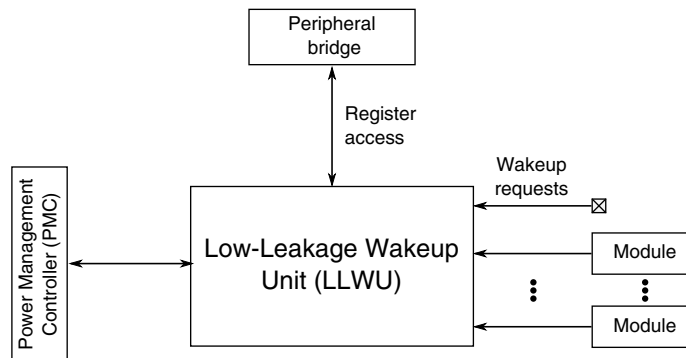 Peripheral
bridge
Register
access
Wakeup
requests
Power Management
Controller (PMC)
Low-Leakage Wakeup
Unit (LLWU)
Module
Module